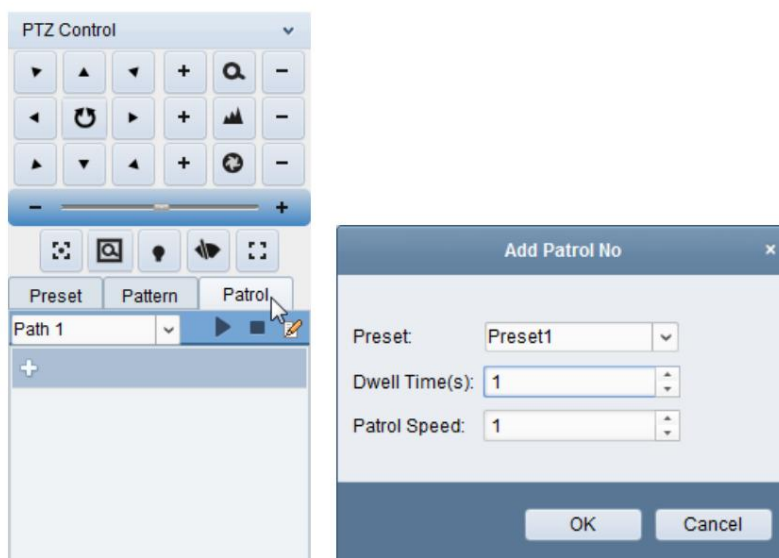 PTZ Control
Preset
Pattern
Patrol
Path 1
Add Patrol No
Preset:
Preset1
Dwell Time(s):
1
Patrol Speed:
1
OK
Cancel